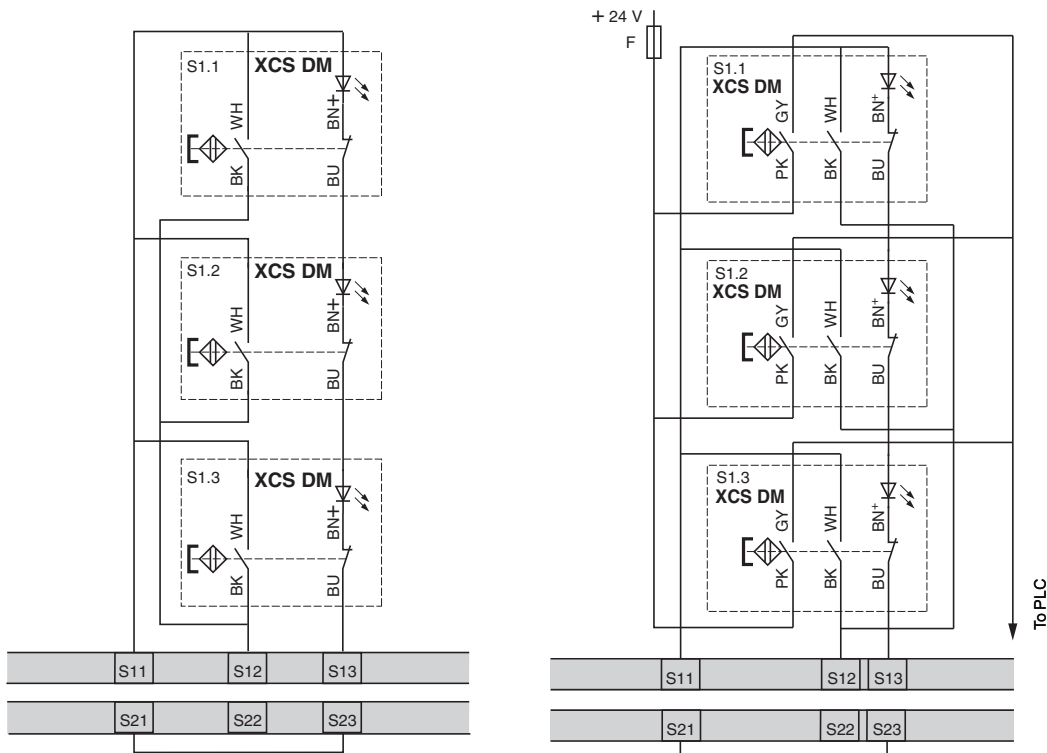 S1.1 XCS DM
WH
BN+
BK
BU
S1.2 XCS DM
WH
BN+
BK
BU
S1.3 XCS DM
WH
BN+
BK
BU
S11 S12 S13
S21 S22 S23
+ 24 V
F
S1.1
XCS DM
GY
WH
BN+
PK
BK
BU
S1.2
XCS DM
GY
WH
BN+
PK
BK
BU
S1.3
XCS DM
GY
WH
BN+
PK
BK
BU
To PLC
S11 S12 S13
S21 S22 S23